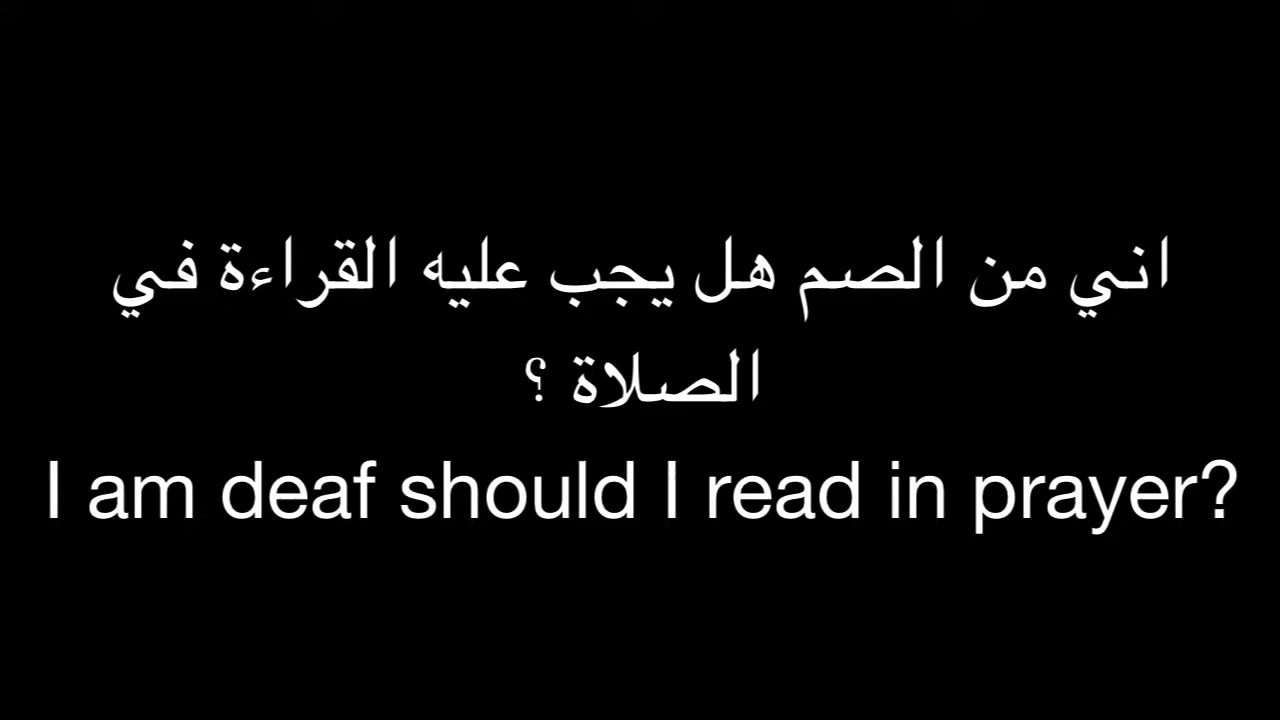 اني من الصم هل يجب عليه القراءة في
الصلاة ؟
I am deaf should I read in prayer?